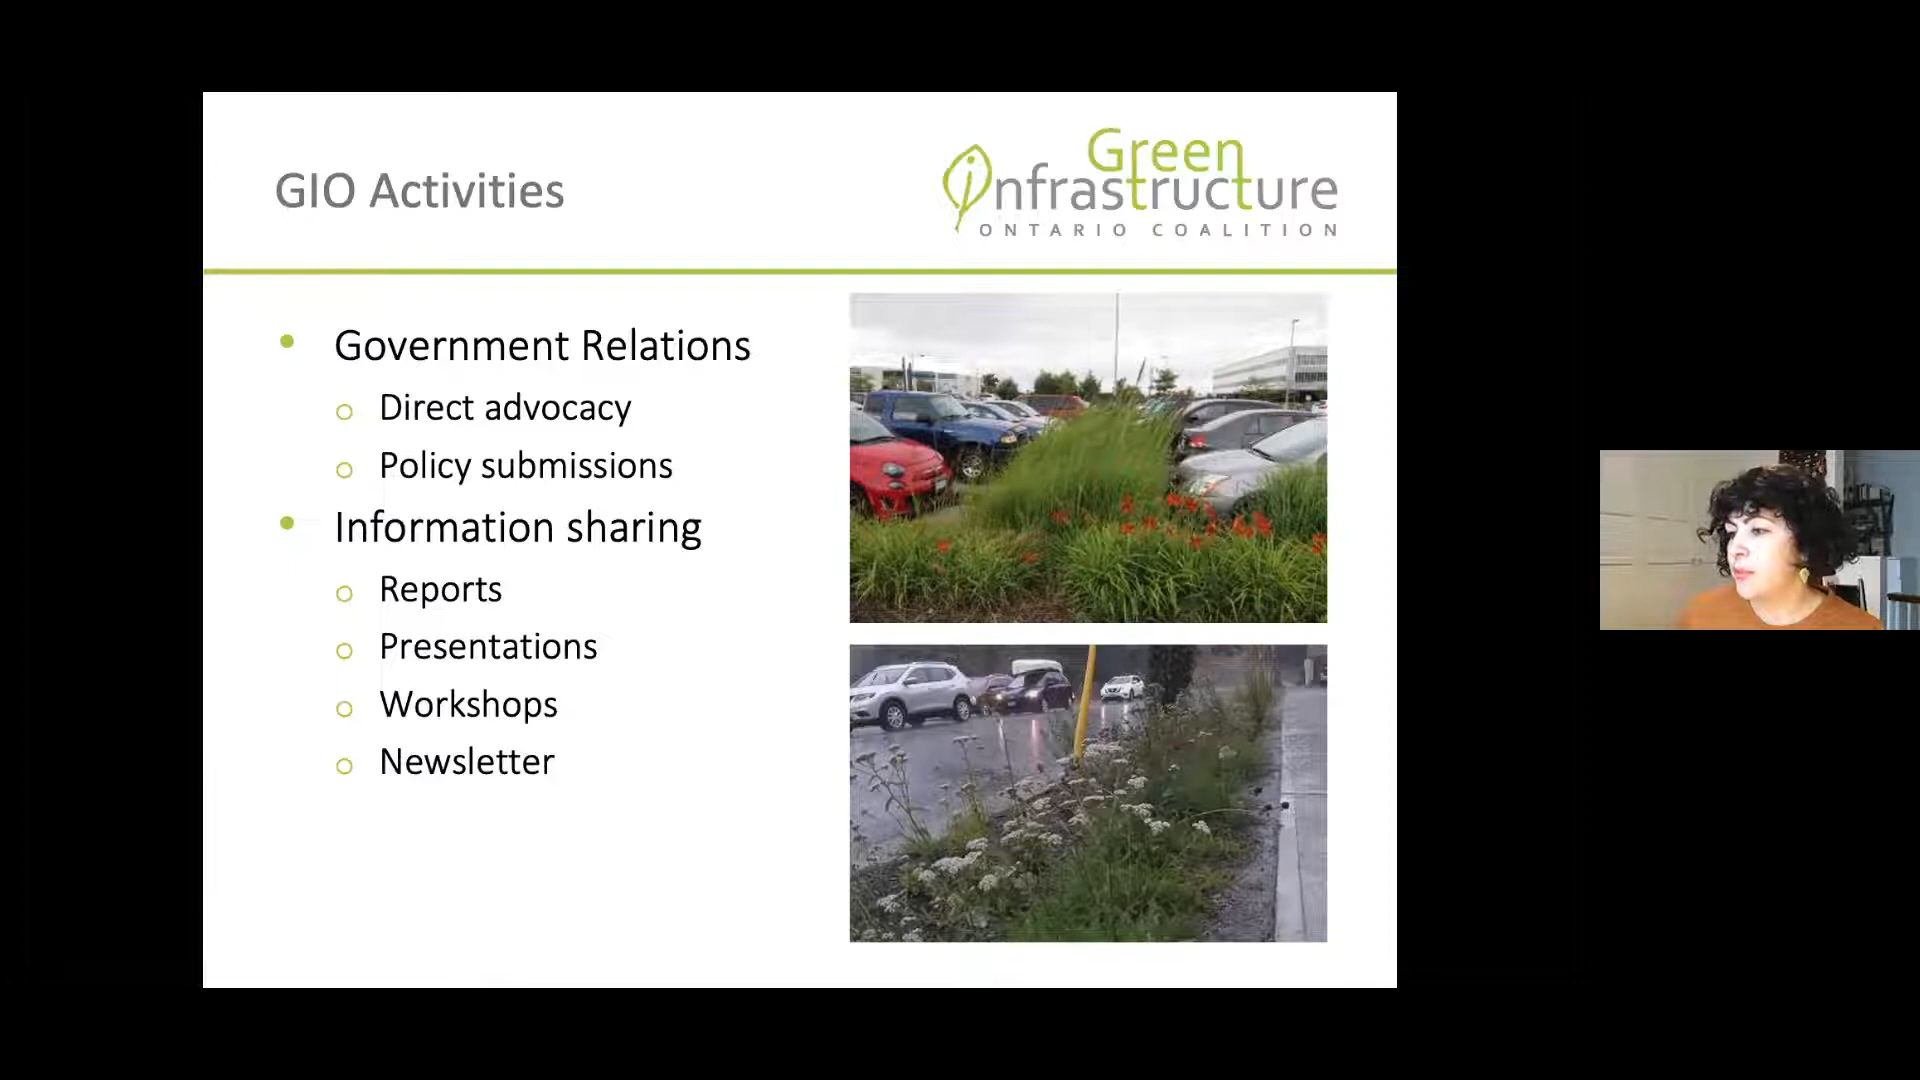 GIO Activities
Green
infrastructure
ONTARIO COALITION
• Government Relations
o Direct advocacy
o Policy submissions
• Information sharing
o Reports
o Presentations
o Workshops
o Newsletter